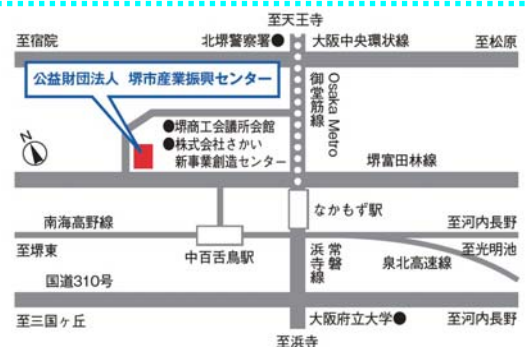 至天王寺
至宿院
北堺警察署●
大阪中央環状線
至松原
公益財団法人 堺市産業振興センター
Osaka Metro
御堂筋線
N
●堺商工会議所会館
●株式会社さかい
新事業創造センター
堺富田林線
なかもず駅
南海高野線
至河内長野
至堺東
中百舌鳥駅
常磐
浜寺線
泉北高速線
至光明池
国道310号
至三国ヶ丘
大阪府立大学●
至河内長野
至浜寺